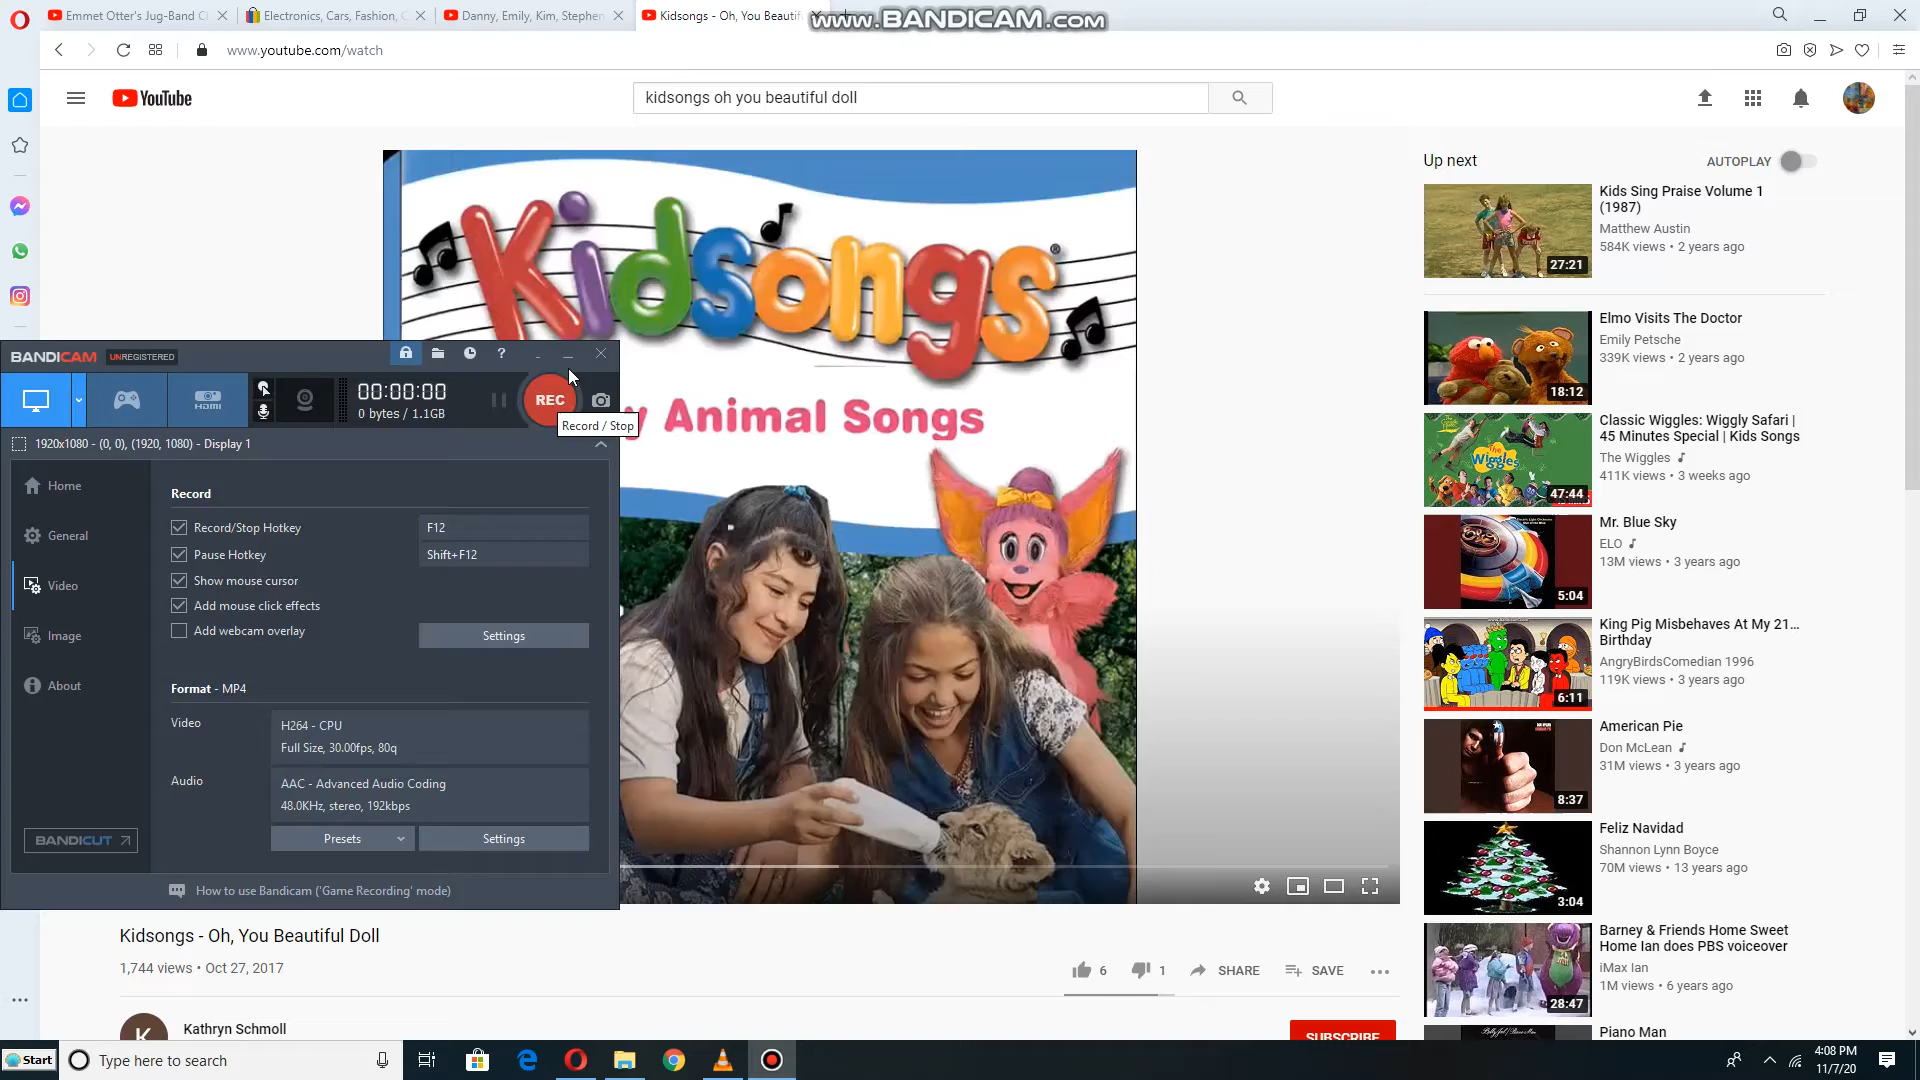 Emmet Otter's Jug-Band C
Electronics, Cars, Fashion, C
Danny, Emily, Kim, Stephen
Kidsongs - Oh, You Beautif
www.BANDICAM.com
www.youtube.com/watch
YouTube
kidsongs oh you beautiful doll
Kidsongs®
y Animal Songs
BANDICAM UNREGISTERED
?
HDMI
00:00:00
0 bytes / 1.1GB
REC
Record / Stop
1920x1080 - (0, 0), (1920, 1080) - Display 1
Home
General
Video
Image
About
BANDICUT
Record
Record/Stop Hotkey F12
Pause Hotkey Shift+F12
Show mouse cursor
Add mouse click effects
Add webcam overlay
Settings
Format - MP4
Video
H264 - CPU
Full Size, 30.00fps, 80q
Audio
AAC - Advanced Audio Coding
48.0KHz, stereo, 192kbps
Presets
Settings
How to use Bandicam ('Game Recording' mode)
Kidsongs - Oh, You Beautiful Doll
1,744 views • Oct 27, 2017
6
1
SHARE
SAVE
K
Kathryn Schmoll
SUBSCRIBE
Up next
AUTOPLAY
Kids Sing Praise Volume 1
(1987)
Matthew Austin
584K views • 2 years ago
27:21
Elmo Visits The Doctor
Emily Petsche
339K views • 2 years ago
18:12
Classic Wiggles: Wiggly Safari |
45 Minutes Special | Kids Songs
The Wiggles
411K views • 3 weeks ago
The Wiggles
47:44
Mr. Blue Sky
ELO
13M views • 3 years ago
5:04
King Pig Misbehaves At My 21...
Birthday
AngryBirdsComedian 1996
119K views • 3 years ago
6:11
American Pie
Don McLean
31M views • 3 years ago
8:37
Feliz Navidad
Shannon Lynn Boyce
70M views • 13 years ago
3:04
Barney & Friends Home Sweet
Home Ian does PBS voiceover
iMax Ian
1M views • 6 years ago
28:47
Piano Man
Start
Type here to search
4:08 PM
11/7/20